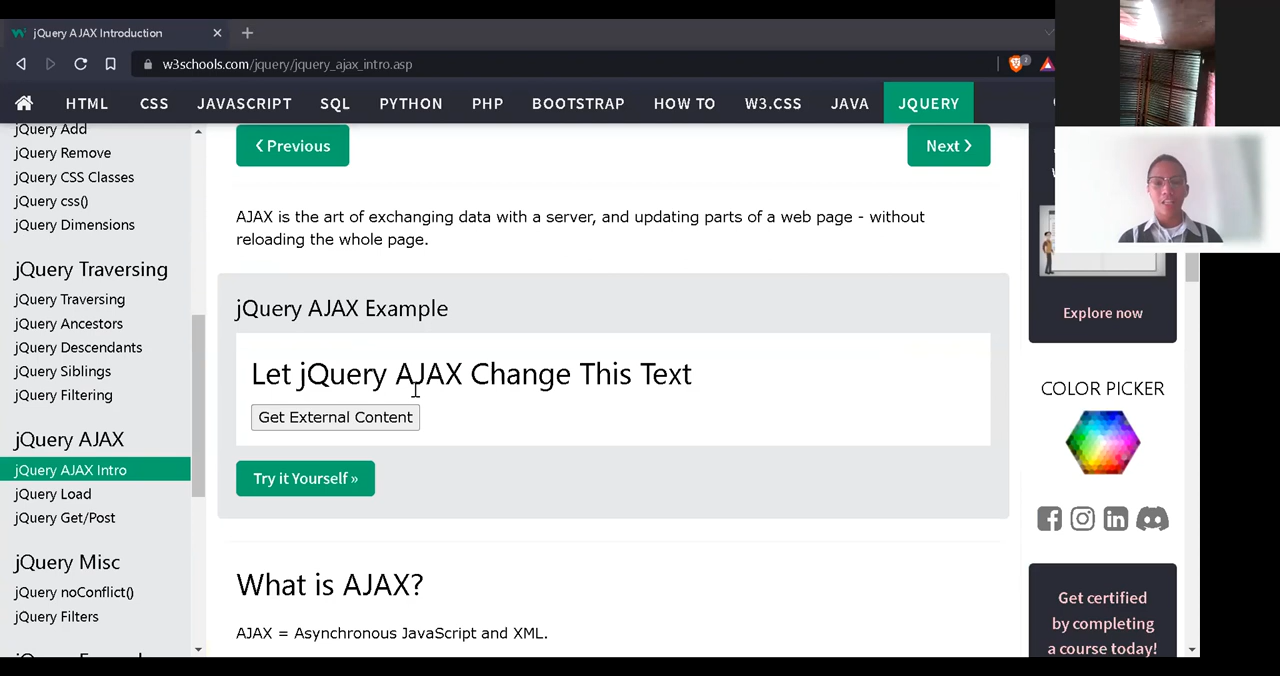 jQuery AJAX Introduction
w3schools.com/jquery/jquery_ajax_intro.asp
2
HTML CSS JAVASCRIPT SQL PYTHON PHP BOOTSTRAP HOW TO W3.CSS JAVA JQUERY
jQuery Add
jQuery Remove
jQuery CSS Classes
jQuery css()
jQuery Dimensions
jQuery Traversing
jQuery Traversing
jQuery Ancestors
jQuery Descendants
jQuery Siblings
jQuery Filtering
jQuery AJAX
jQuery AJAX Intro
jQuery Load
jQuery Get/Post
jQuery Misc
jQuery noConflict()
jQuery Filters
❮ Previous
Next ❯
AJAX is the art of exchanging data with a server, and updating parts of a web page - without
reloading the whole page.
jQuery AJAX Example
Let jQuery AJAX Change This Text
Get External Content
Try it Yourself »
What is AJAX?
AJAX = Asynchronous JavaScript and XML.
Explore now
COLOR PICKER
Get certified
by completing
a course today!